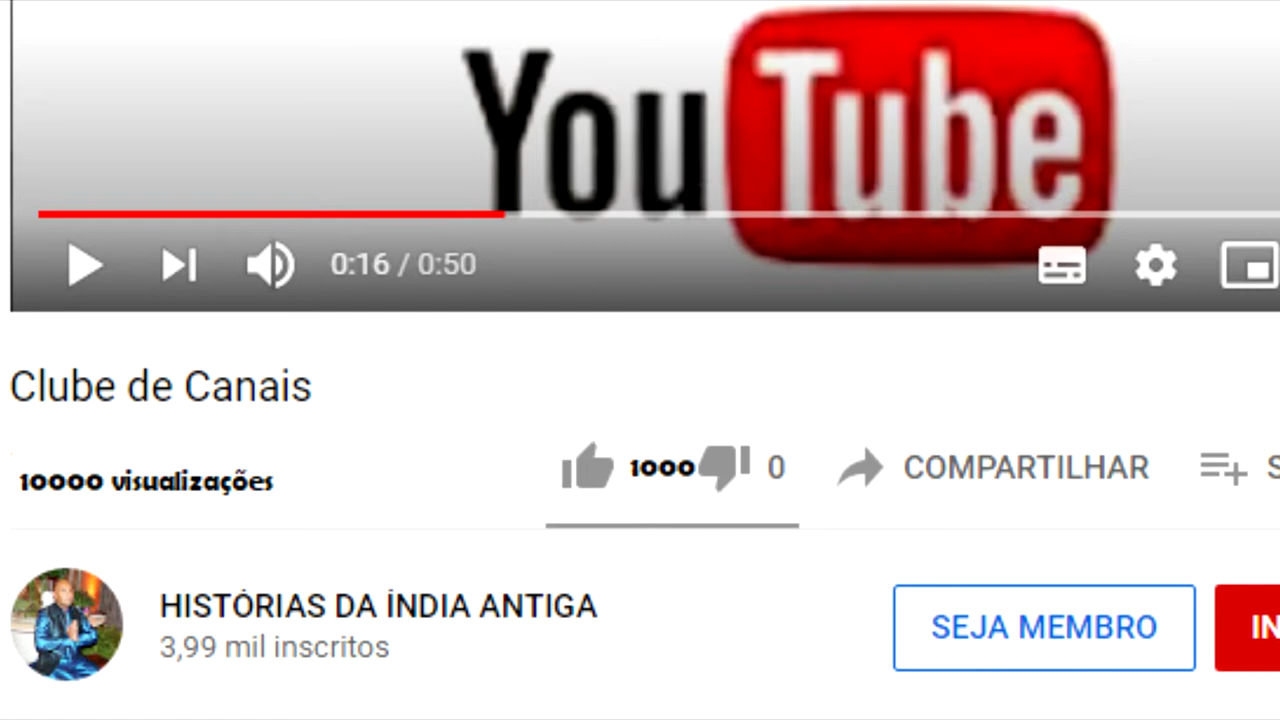 YouTube
0:16 / 0:50
Clube de Canais
10000 visualizações
1000 0 COMPARTILHAR S
HISTÓRIAS DA ÍNDIA ANTIGA
3,99 mil inscritos
SEJA MEMBRO IN